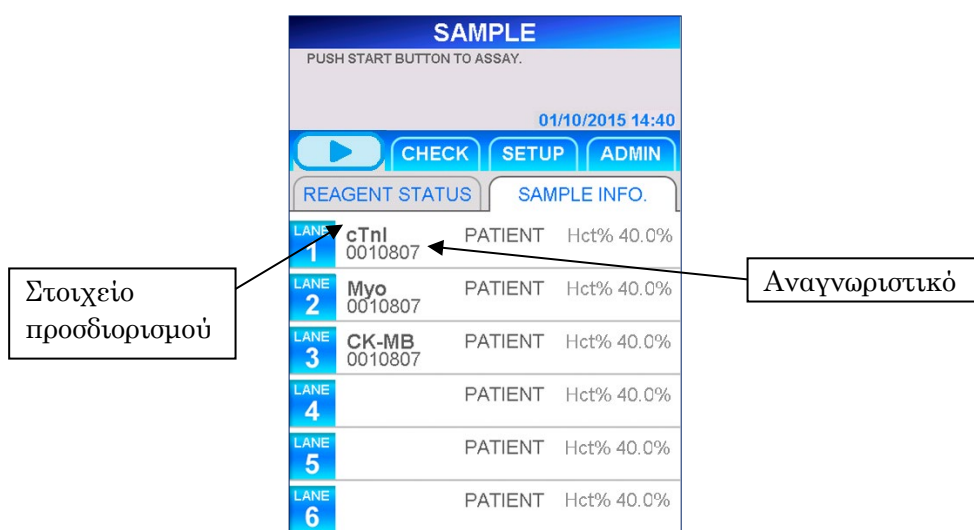 SAMPLE
PUSH START BUTTON TO ASSAY.
01/10/2015 14:40
CHECK SETUP ADMIN
REAGENT STATUS SAMPLE INFO.
LANE 1 cTnI PATIENT Hct% 40.0%
0010807
Στοιχείο
προσδιορισμού
Αναγνωριστικό
LANE 2 Myo PATIENT Hct% 40.0%
0010807
LANE 3 CK-MB PATIENT Hct% 40.0%
0010807
LANE 4 PATIENT Hct% 40.0%
LANE 5 PATIENT Hct% 40.0%
LANE 6 PATIENT Hct% 40.0%